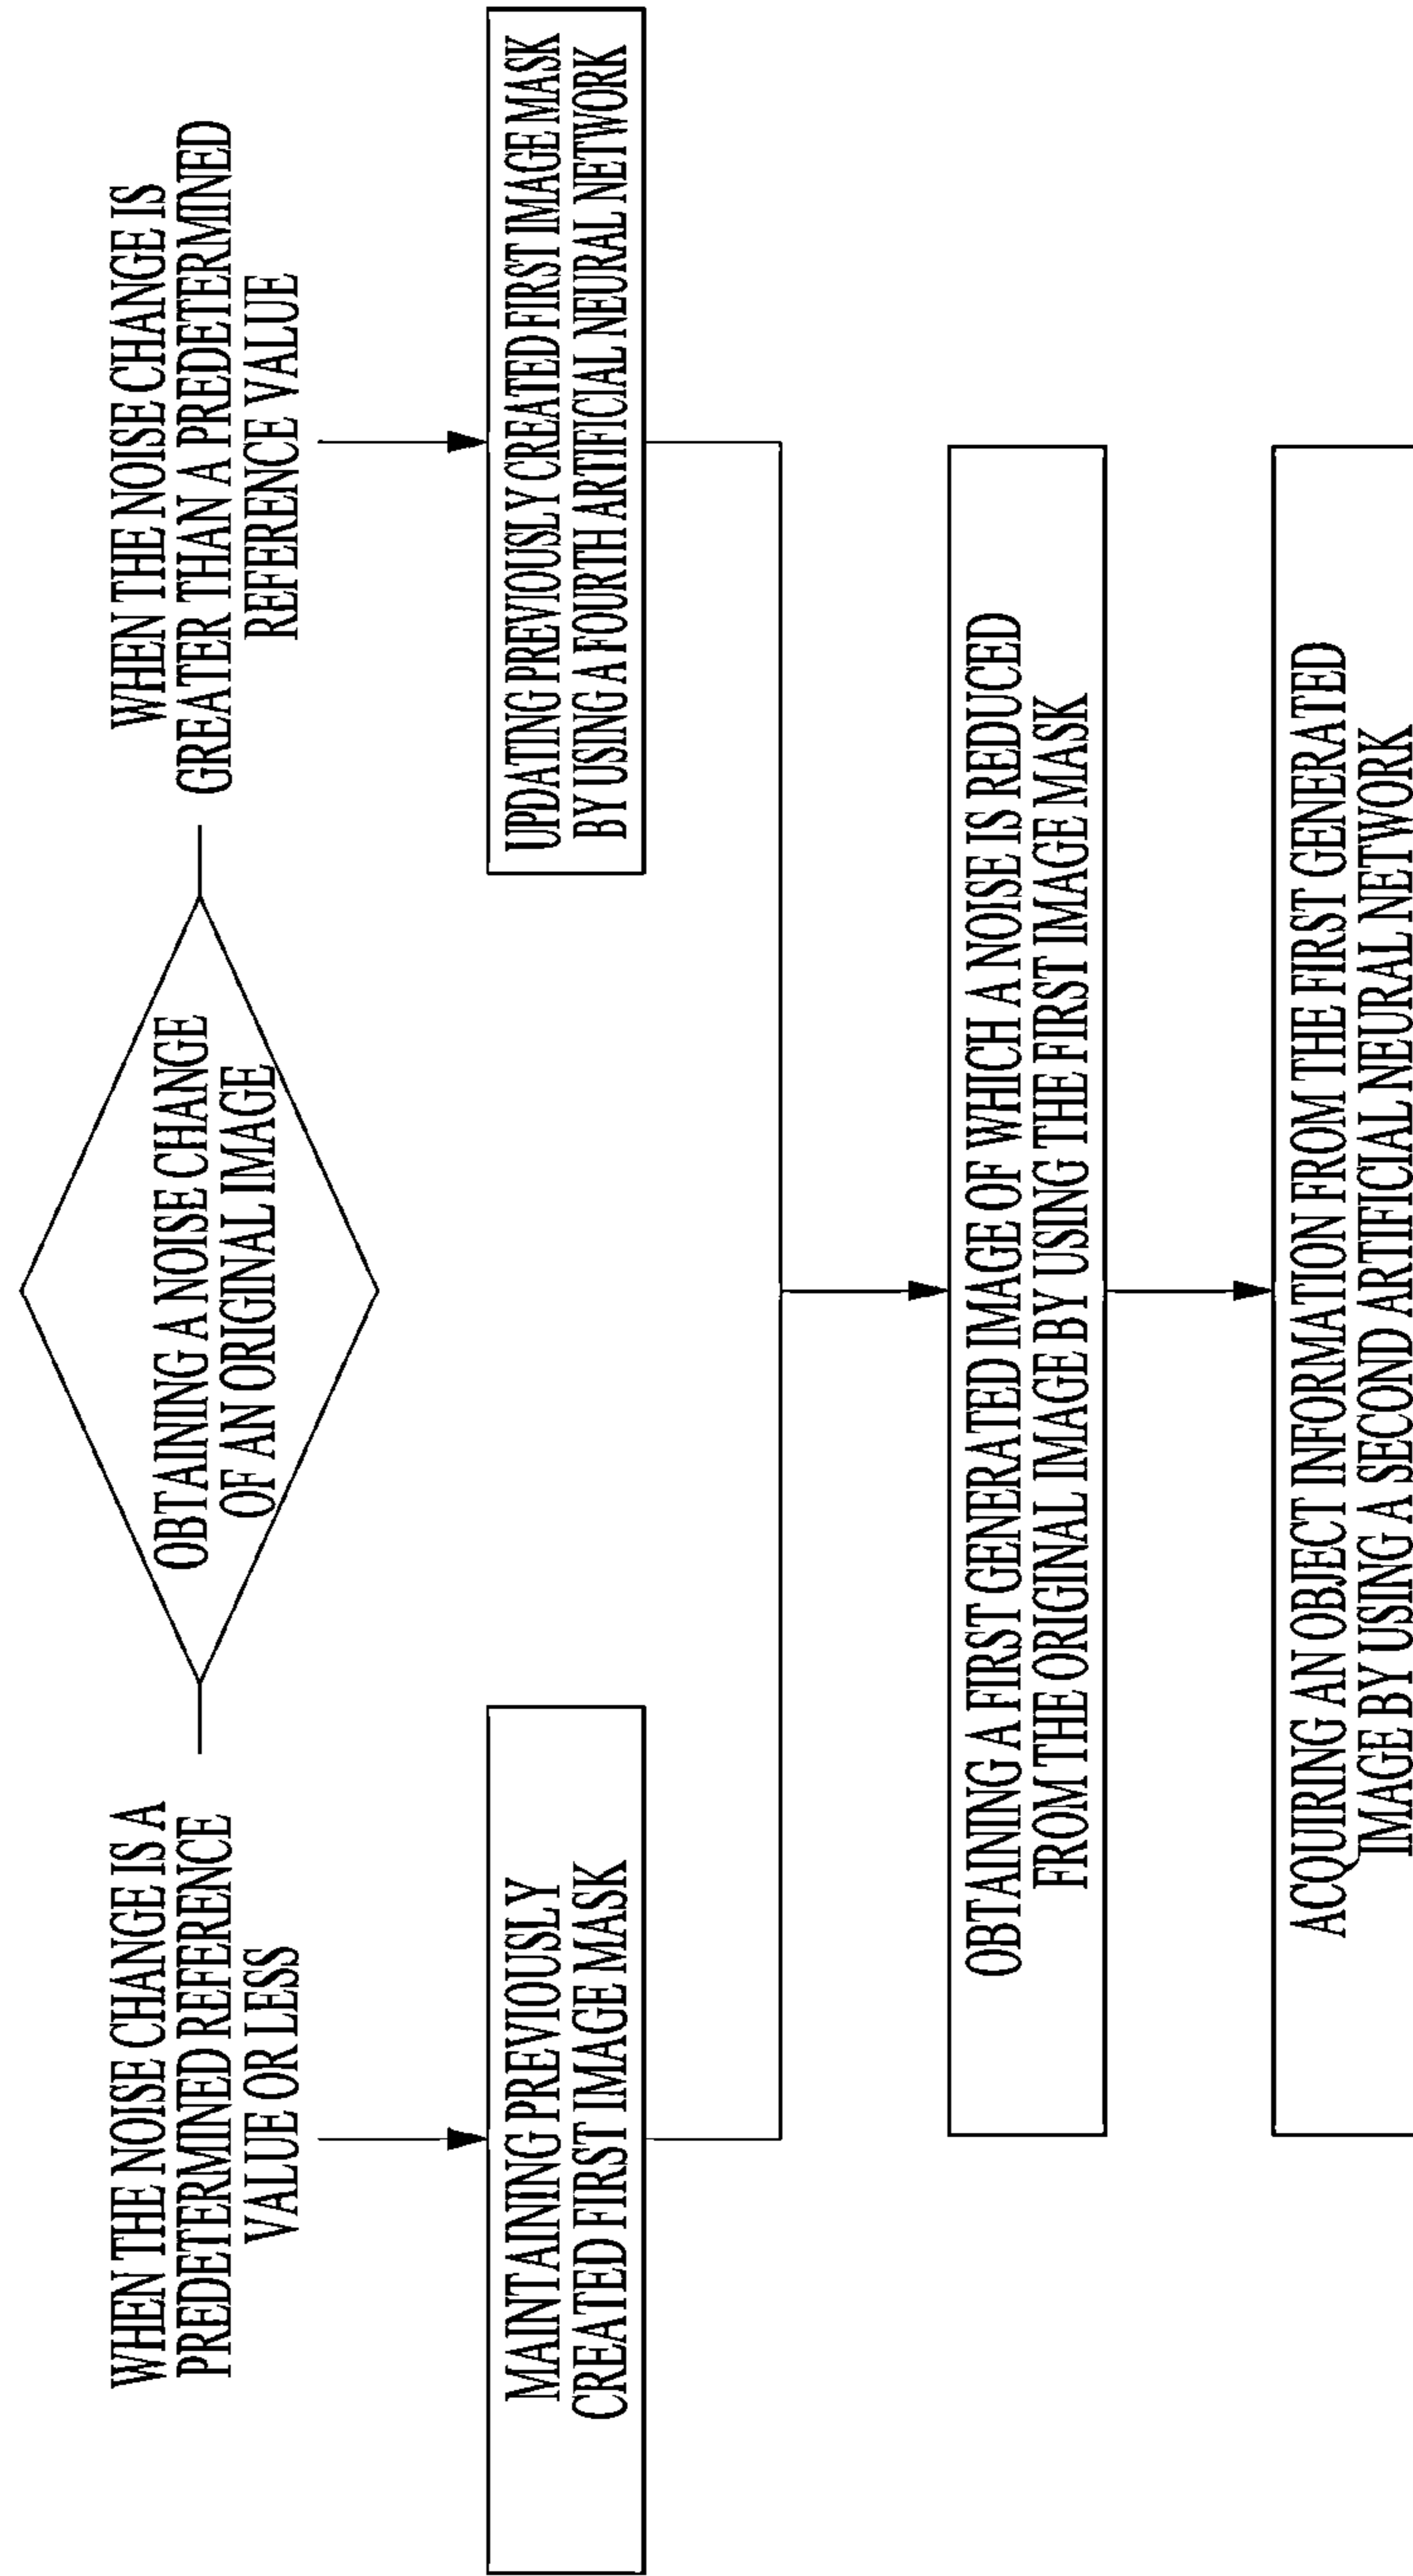 OBTAINING A NOISE CHANGE
OF AN ORIGINAL IMAGE
WHEN THE NOISE CHANGE IS A
PREDETERMINED REFERENCE
VALUE OR LESS
WHEN THE NOISE CHANGE IS
GREATER THAN A PREDETERMINED
REFERENCE VALUE
MAINTAINING PREVIOUSLY
CREATED FIRST IMAGE MASK
UPDATING PREVIOUSLY CREATED FIRST IMAGE MASK
BY USING A FOURTH ARTIFICIAL NEURAL NETWORK
OBTAINING A FIRST GENERATED IMAGE OF WHICH A NOISE IS REDUCED
FROM THE ORIGINAL IMAGE BY USING THE FIRST IMAGE MASK
ACQUIRING AN OBJECT INFORMATION FROM THE FIRST GENERATED
IMAGE BY USING A SECOND ARTIFICIAL NEURAL NETWORK